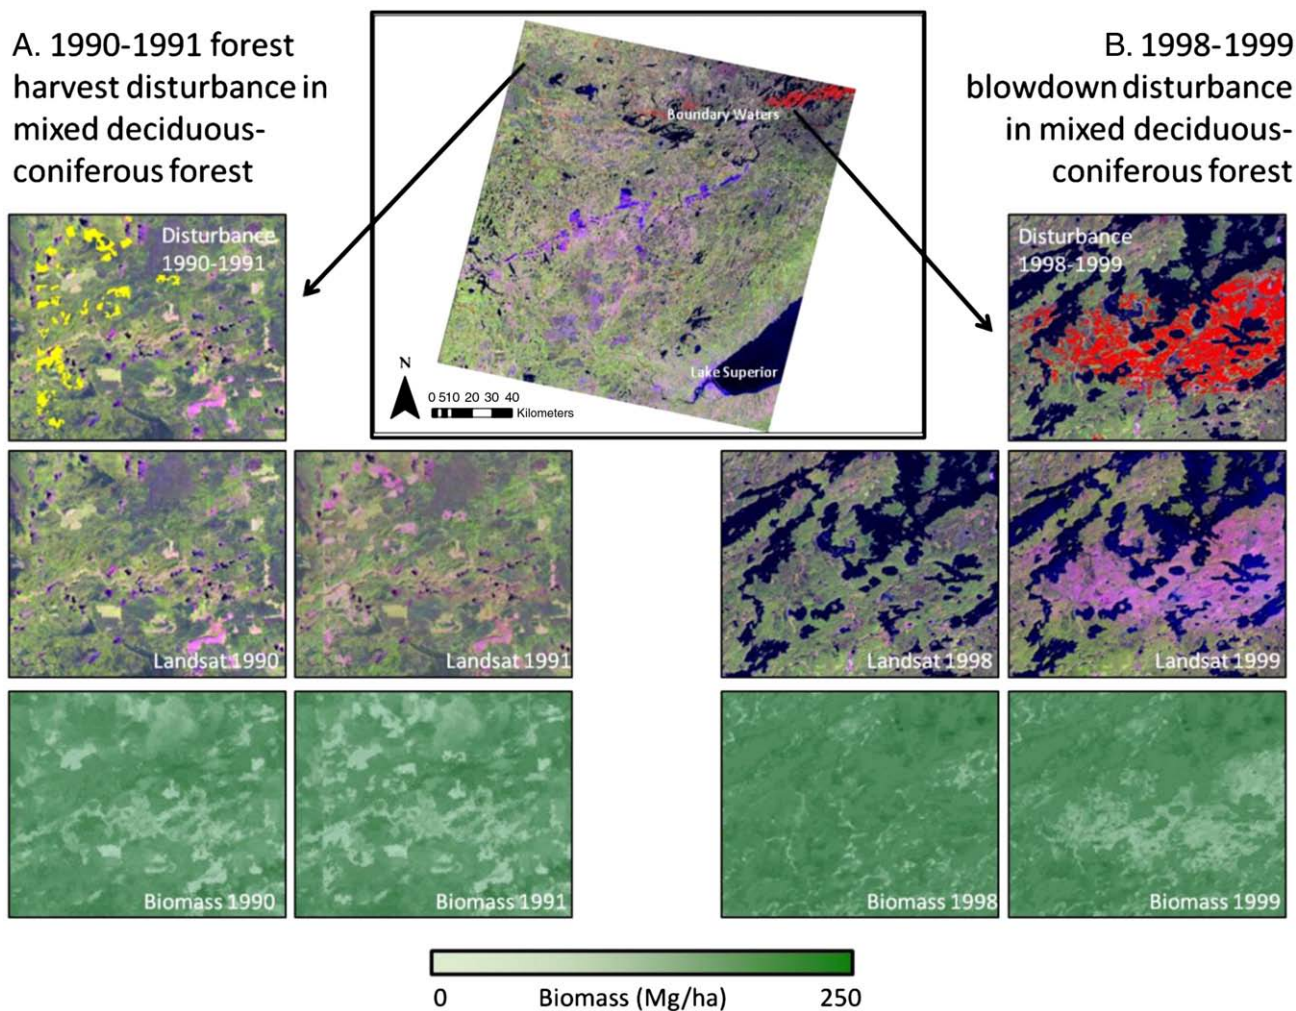 A. 1990-1991 forest
harvest disturbance in
mixed deciduous-
coniferous forest
Boundary Waters
Lake Superior
N
0 510 20 30 40
Kilometers
B. 1998-1999
blowdown disturbance
in mixed deciduous-
coniferous forest
Disturbance
1990-1991
Disturbance
1998-1999
Landsat 1990
Landsat 1991
Landsat 1998
Landsat 1999
Biomass 1990
Biomass 1991
Biomass 1998
Biomass 1999
0 Biomass (Mg/ha) 250